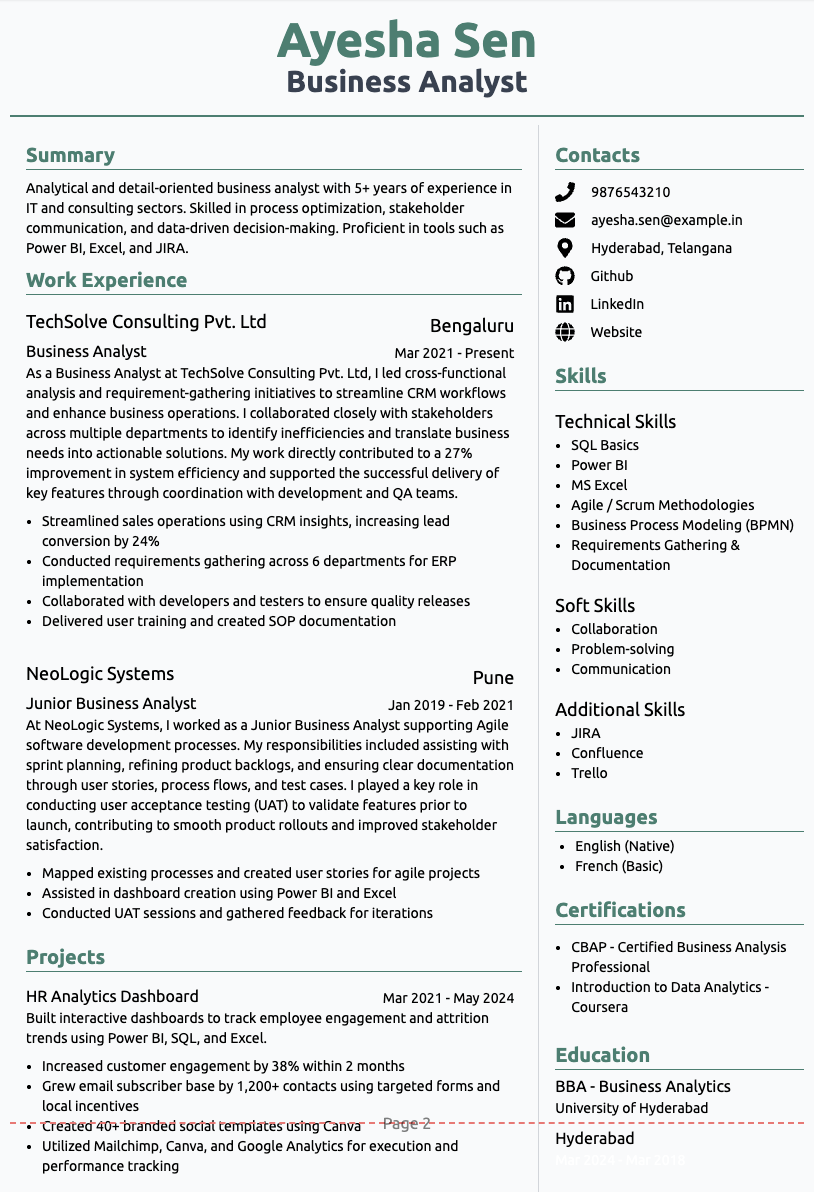 Ayesha Sen
Business Analyst
Summary
Analytical and detail-oriented business analyst with 5+ years of experience in
IT and consulting sectors. Skilled in process optimization, stakeholder
communication, and data-driven decision-making. Proficient in tools such as
Power BI, Excel, and JIRA.
Work Experience
TechSolve Consulting Pvt. Ltd
Bengaluru
Business Analyst
Mar 2021 - Present
As a Business Analyst at TechSolve Consulting Pvt. Ltd, I led cross-functional
analysis and requirement-gathering initiatives to streamline CRM workflows
and enhance business operations. I collaborated closely with stakeholders
across multiple departments to identify inefficiencies and translate business
needs into actionable solutions. My work directly contributed to a 27%
improvement in system efficiency and supported the successful delivery of
key features through coordination with development and QA teams.
• Streamlined sales operations using CRM insights, increasing lead
conversion by 24%
• Conducted requirements gathering across 6 departments for ERP
implementation
• Collaborated with developers and testers to ensure quality releases
• Delivered user training and created SOP documentation
NeoLogic Systems
Pune
Junior Business Analyst
Jan 2019 - Feb 2021
At NeoLogic Systems, I worked as a Junior Business Analyst supporting Agile
software development processes. My responsibilities included assisting with
sprint planning, refining product backlogs, and ensuring clear documentation
through user stories, process flows, and test cases. I played a key role in
conducting user acceptance testing (UAT) to validate features prior to
launch, contributing to smooth product rollouts and improved stakeholder
satisfaction.
• Mapped existing processes and created user stories for agile projects
• Assisted in dashboard creation using Power BI and Excel
• Conducted UAT sessions and gathered feedback for iterations
Projects
HR Analytics Dashboard
Mar 2021 - May 2024
Built interactive dashboards to track employee engagement and attrition
trends using Power BI, SQL, and Excel.
• Increased customer engagement by 38% within 2 months
• Grew email subscriber base by 1,200+ contacts using targeted forms and
local incentives
• Created 40+ branded social templates using Canva
Page 2
• Utilized Mailchimp, Canva, and Google Analytics for execution and
performance tracking
Contacts
9876543210
ayesha.sen@example.in
Hyderabad, Telangana
Github
LinkedIn
Website
Skills
Technical Skills
• SQL Basics
• Power BI
• MS Excel
• Agile / Scrum Methodologies
• Business Process Modeling (BPMN)
• Requirements Gathering &
Documentation
Soft Skills
• Collaboration
• Problem-solving
• Communication
Additional Skills
• JIRA
• Confluence
• Trello
Languages
• English (Native)
• French (Basic)
Certifications
• CBAP - Certified Business Analysis
Professional
• Introduction to Data Analytics -
Coursera
Education
BBA - Business Analytics
University of Hyderabad
Hyderabad